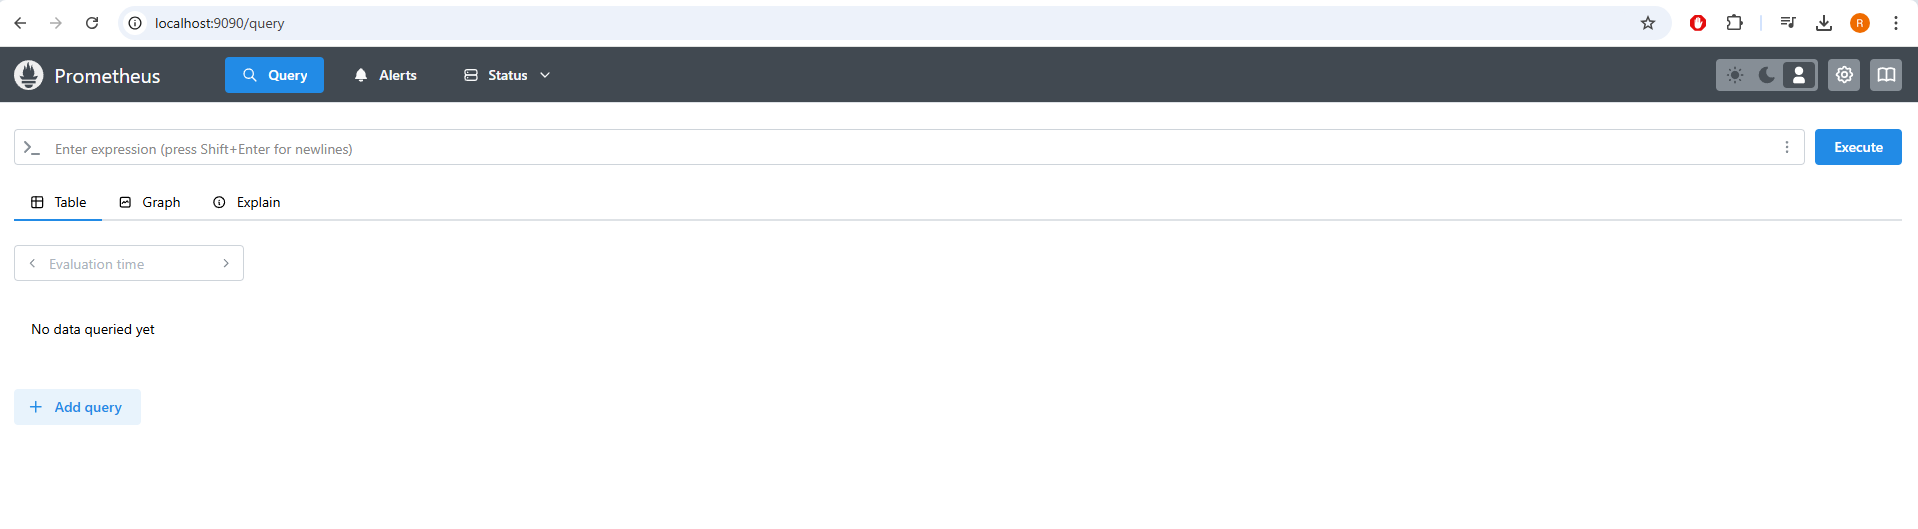 localhost:9090/query
R
Prometheus Query Alerts Status
Enter expression (press Shift+Enter for newlines) Execute
Table Graph Explain
Evaluation time
No data queried yet
Add query